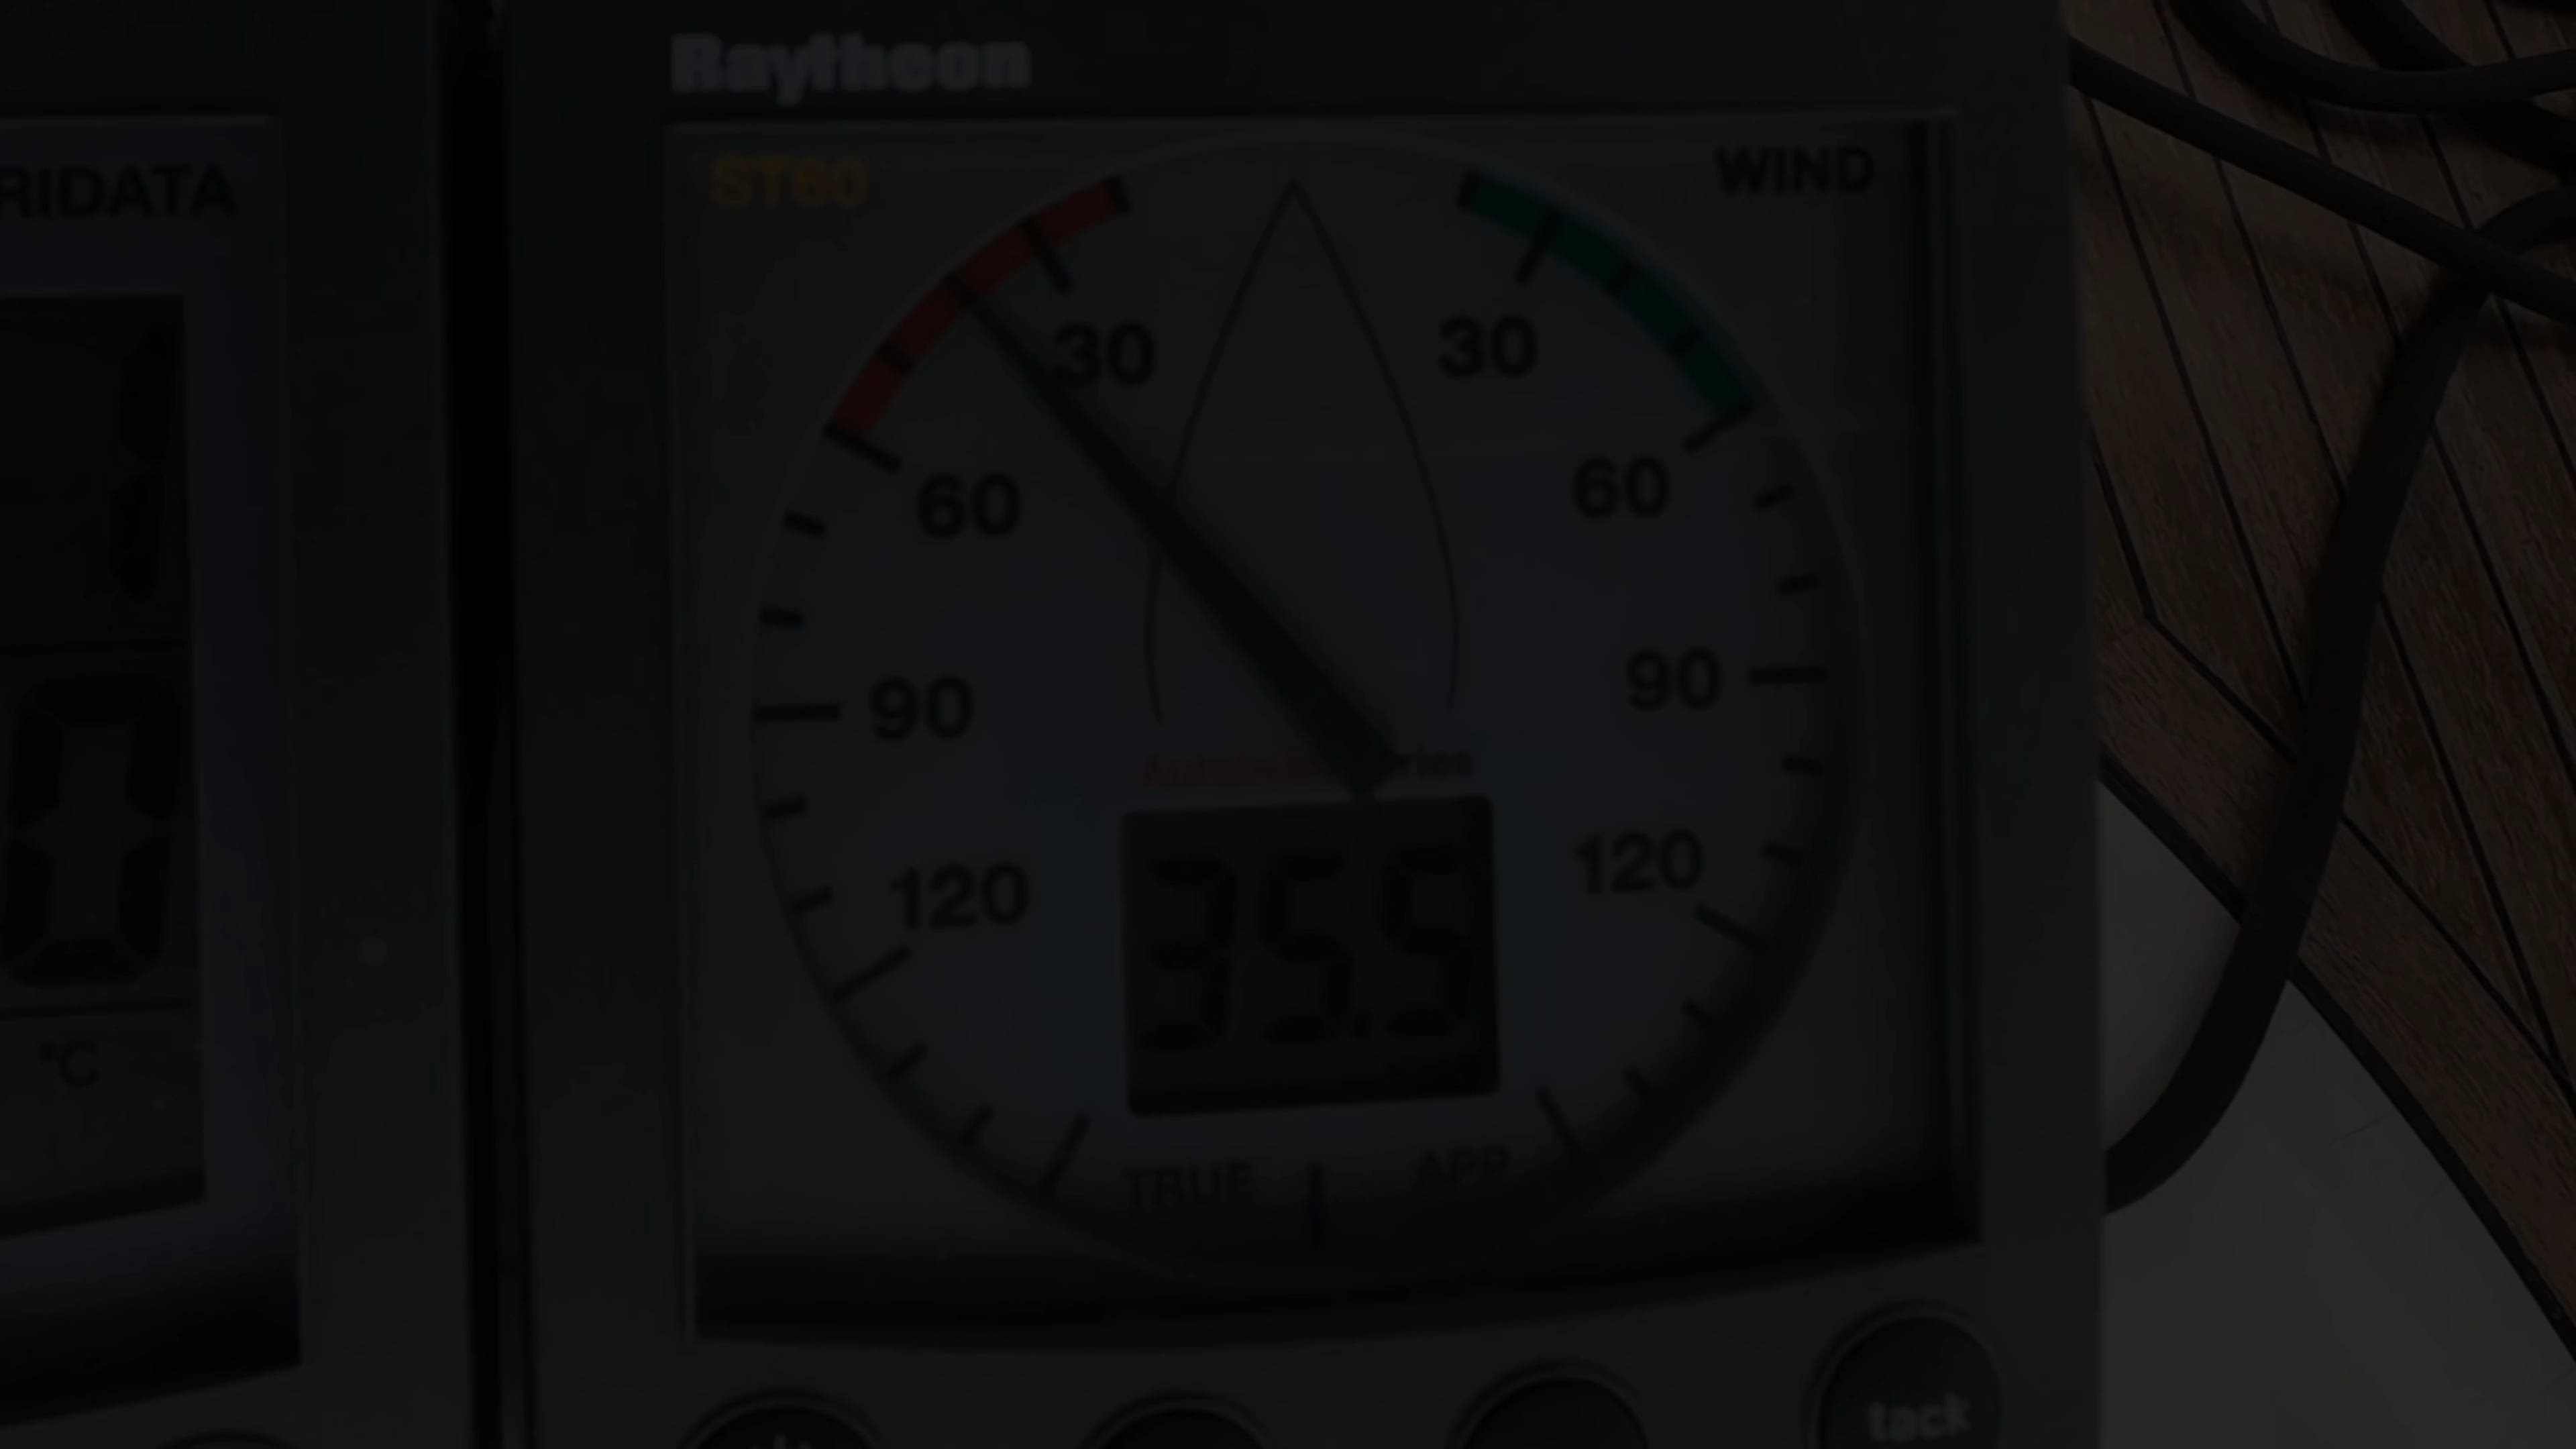 Raytheon
RIDATA
ST60
WIND
30
30
60
60
90
90
120
120
35.5
°C
TRUE
APP
tack